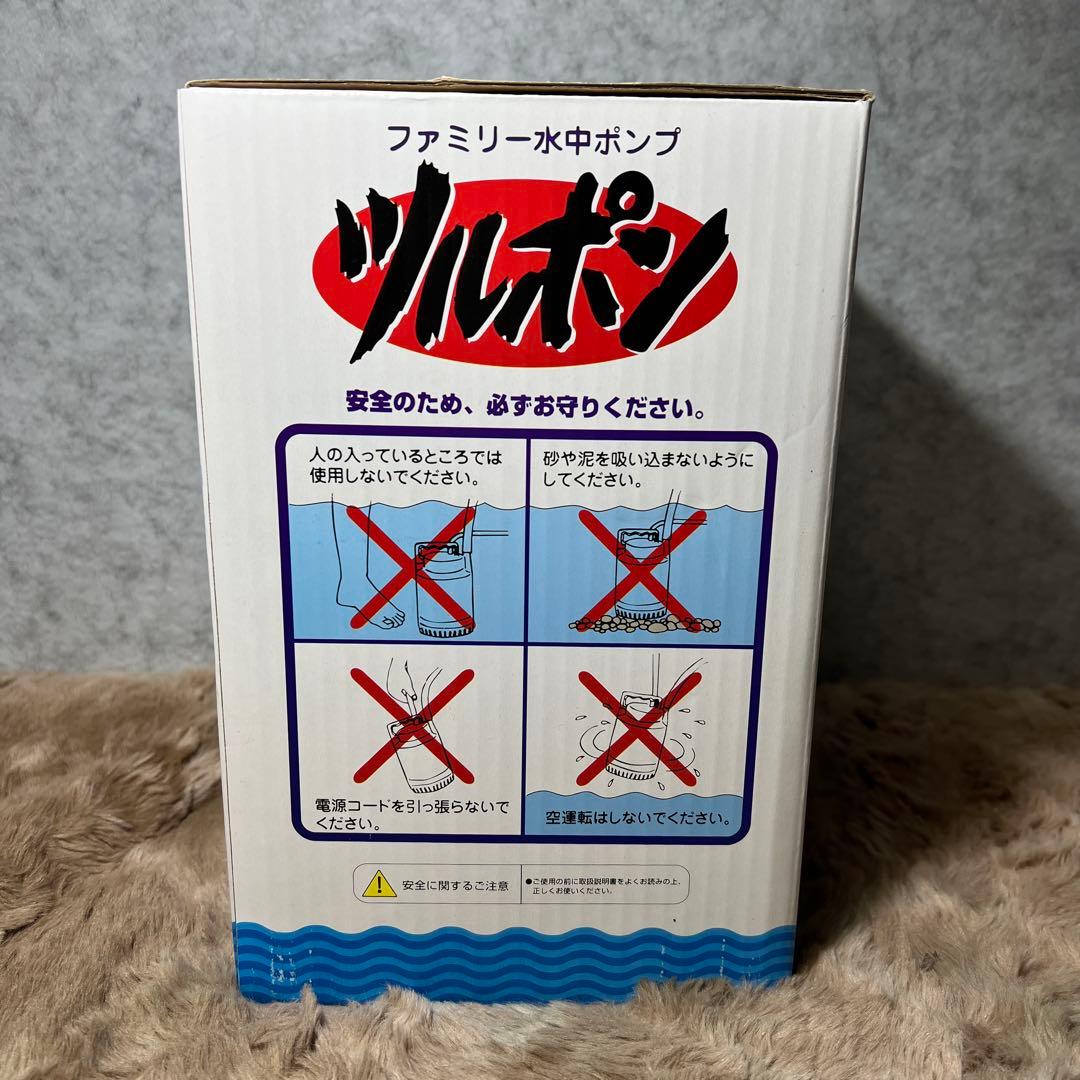 ファミリー水中ポンプ
ツルポン
安全のため、必ずお守りください。
人の入っているところでは
使用しないでください。
砂や泥を吸い込まないように
してください。
電源コードを引っ張らないで
ください。
空運転はしないでください。
安全に関するご注意
●ご使用の前に取扱説明書をよくお読みの上、
正しくお使いください。